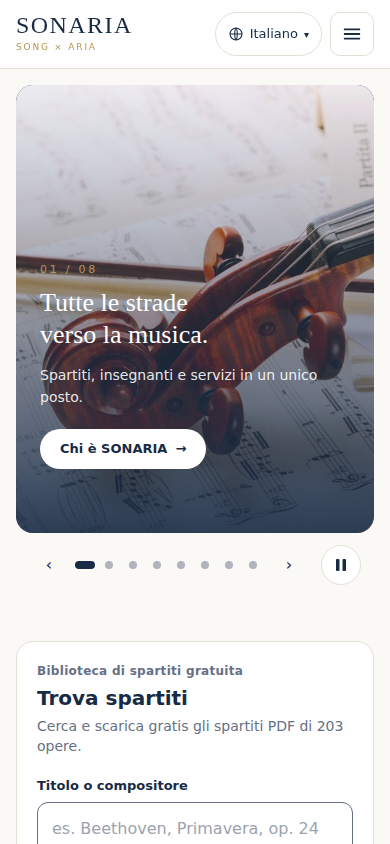 SONARIA
SONG × ARIA
Italiano ▾
Partita II
01 / 08
Tutte le strade
verso la musica.
Spartiti, insegnanti e servizi in un unico
posto.
Chi è SONARIA →
‹ ›
Biblioteca di spartiti gratuita
Trova spartiti
Cerca e scarica gratis gli spartiti PDF di 203
opere.
Titolo o compositore
es. Beethoven, Primavera, op. 24